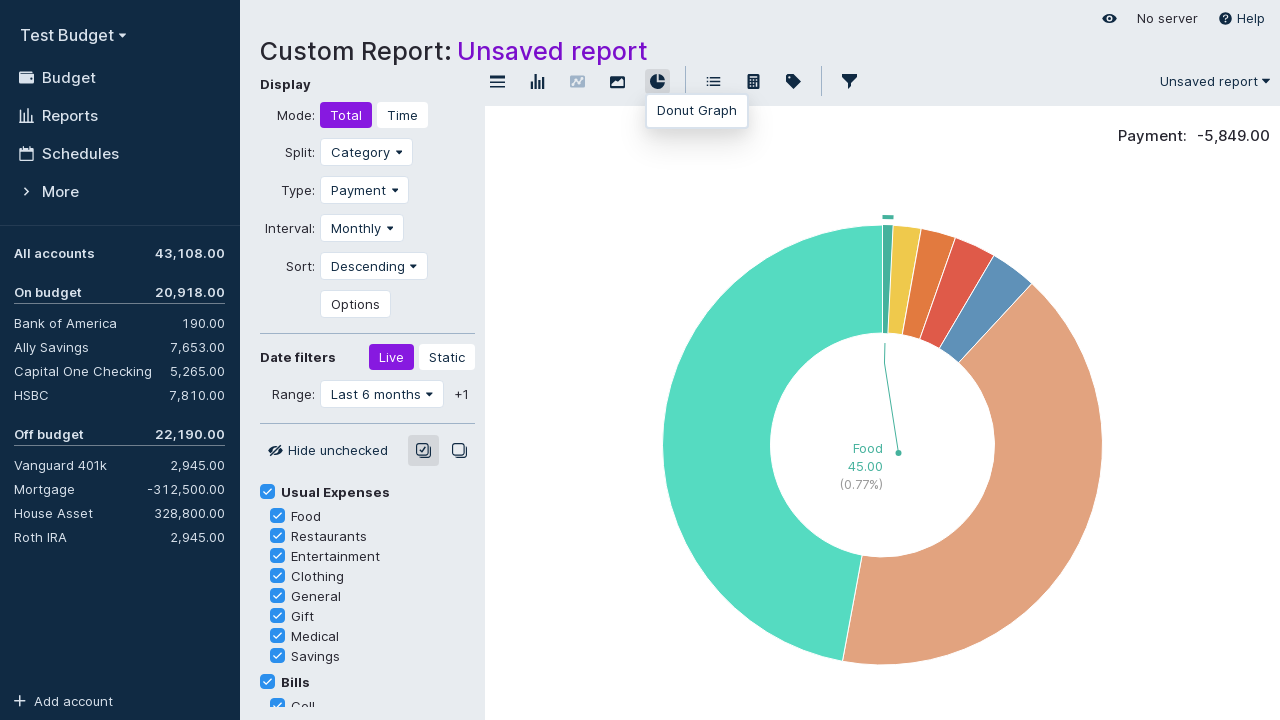 Test Budget
Budget
Reports
Schedules
More
All accounts 43,108.00
On budget 20,918.00
Bank of America 190.00
Ally Savings 7,653.00
Capital One Checking 5,265.00
HSBC 7,810.00
Off budget 22,190.00
Vanguard 401k 2,945.00
Mortgage -312,500.00
House Asset 328,800.00
Roth IRA 2,945.00
Add account
No server
Help
Custom Report: Unsaved report
Display
Mode: Total Time
Split: Category
Type: Payment
Interval: Monthly
Sort: Descending
Options
Date filters Live Static
Range: Last 6 months +1
Hide unchecked
Usual Expenses
Food
Restaurants
Entertainment
Clothing
General
Gift
Medical
Savings
Bills
Cell
Unsaved report
Donut Graph
Payment: -5,849.00
Food
45.00
(0.77%)